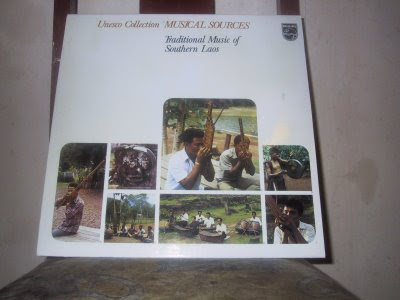 Unesco Collection MUSICAL SOURCES
Traditional Music of
Southern Laos